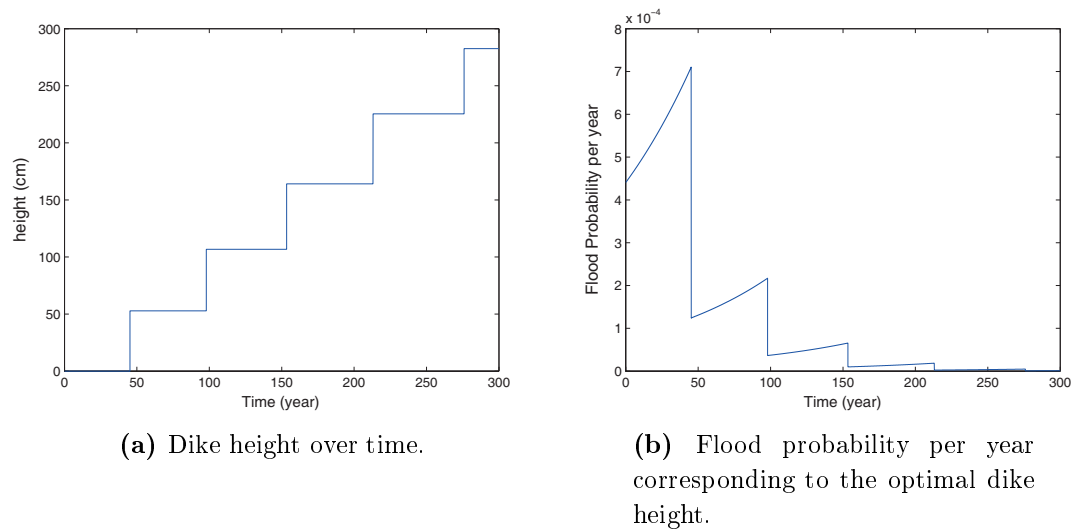 300
250
200
150
100
50
0
height (cm)
0 50 100 150 200 250 300
Time (year)
(a) Dike height over time.
x 10⁻⁴
8
7
6
5
4
3
2
1
0
Flood Probability per year
0 50 100 150 200 250 300
Time (year)
(b) Flood probability per year
corresponding to the optimal dike
height.